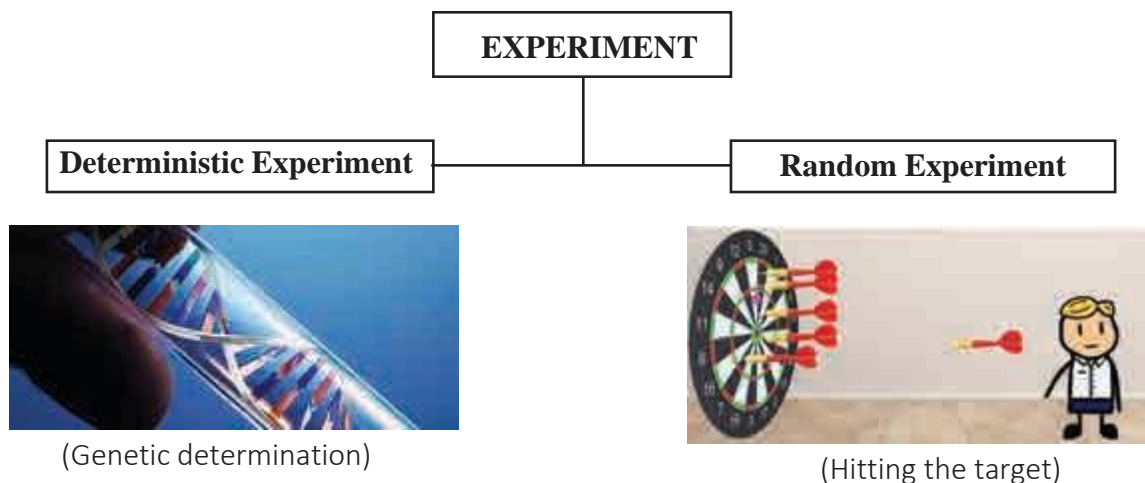 EXPERIMENT
Deterministic Experiment
Random Experiment
(Genetic determination)
(Hitting the target)